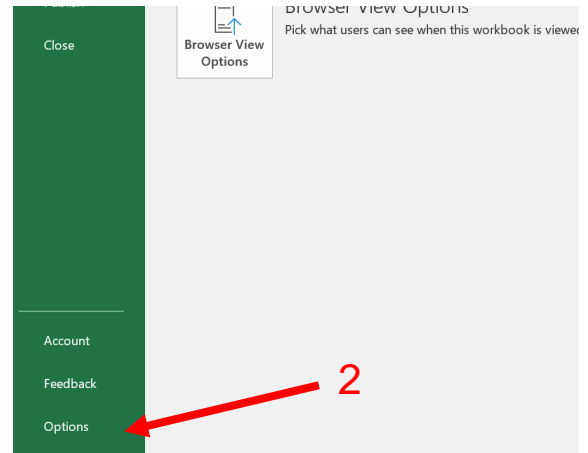 Publish
Close
Browser View
Options
Browser View Options
Pick what users can see when this workbook is viewed
Account
Feedback
Options
2